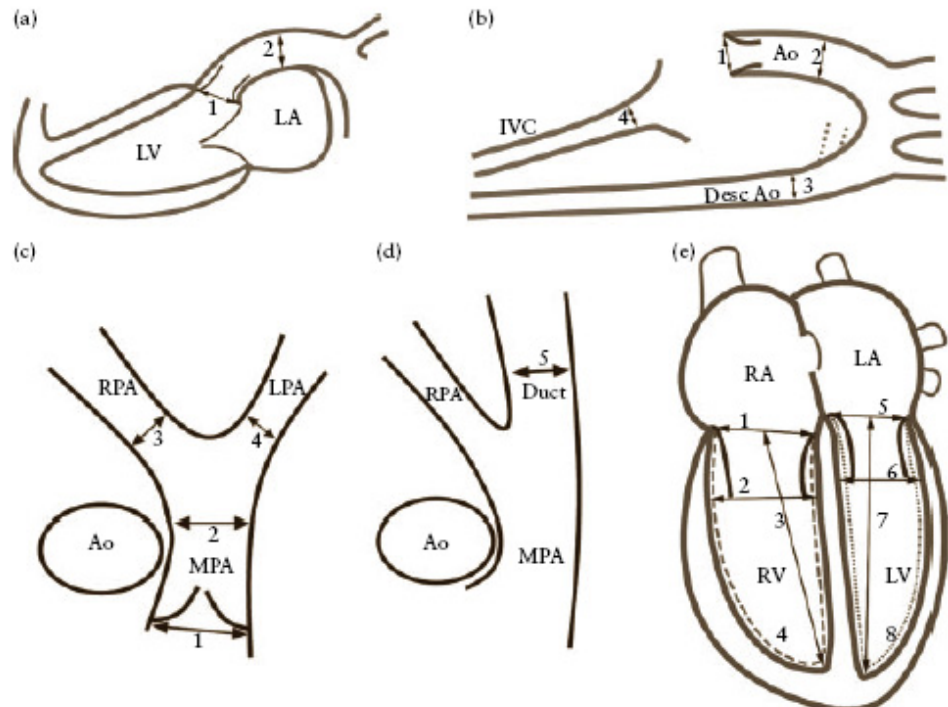 (a)
2
1
LA
LV
(b)
1
Ao
2
4
IVC
3
Desc Ao
(c)
RPA
LPA
3
4
2
Ao
MPA
1
(d)
5
RPA
Duct
Ao
MPA
(e)
RA
LA
1
5
2
6
3
7
RV
LV
4
8